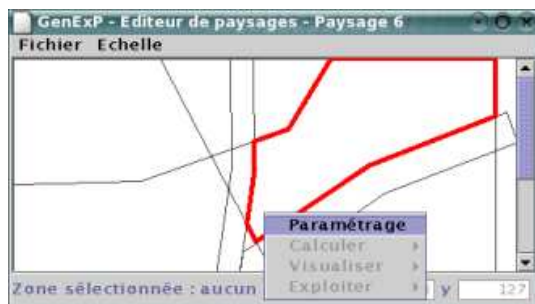 GenExP - Editeur de paysages - Paysage 6
Fichier Echelle
Paramétrage
Calculer
Visualiser
Exploiter
Zone sélectionnée : aucun y 127